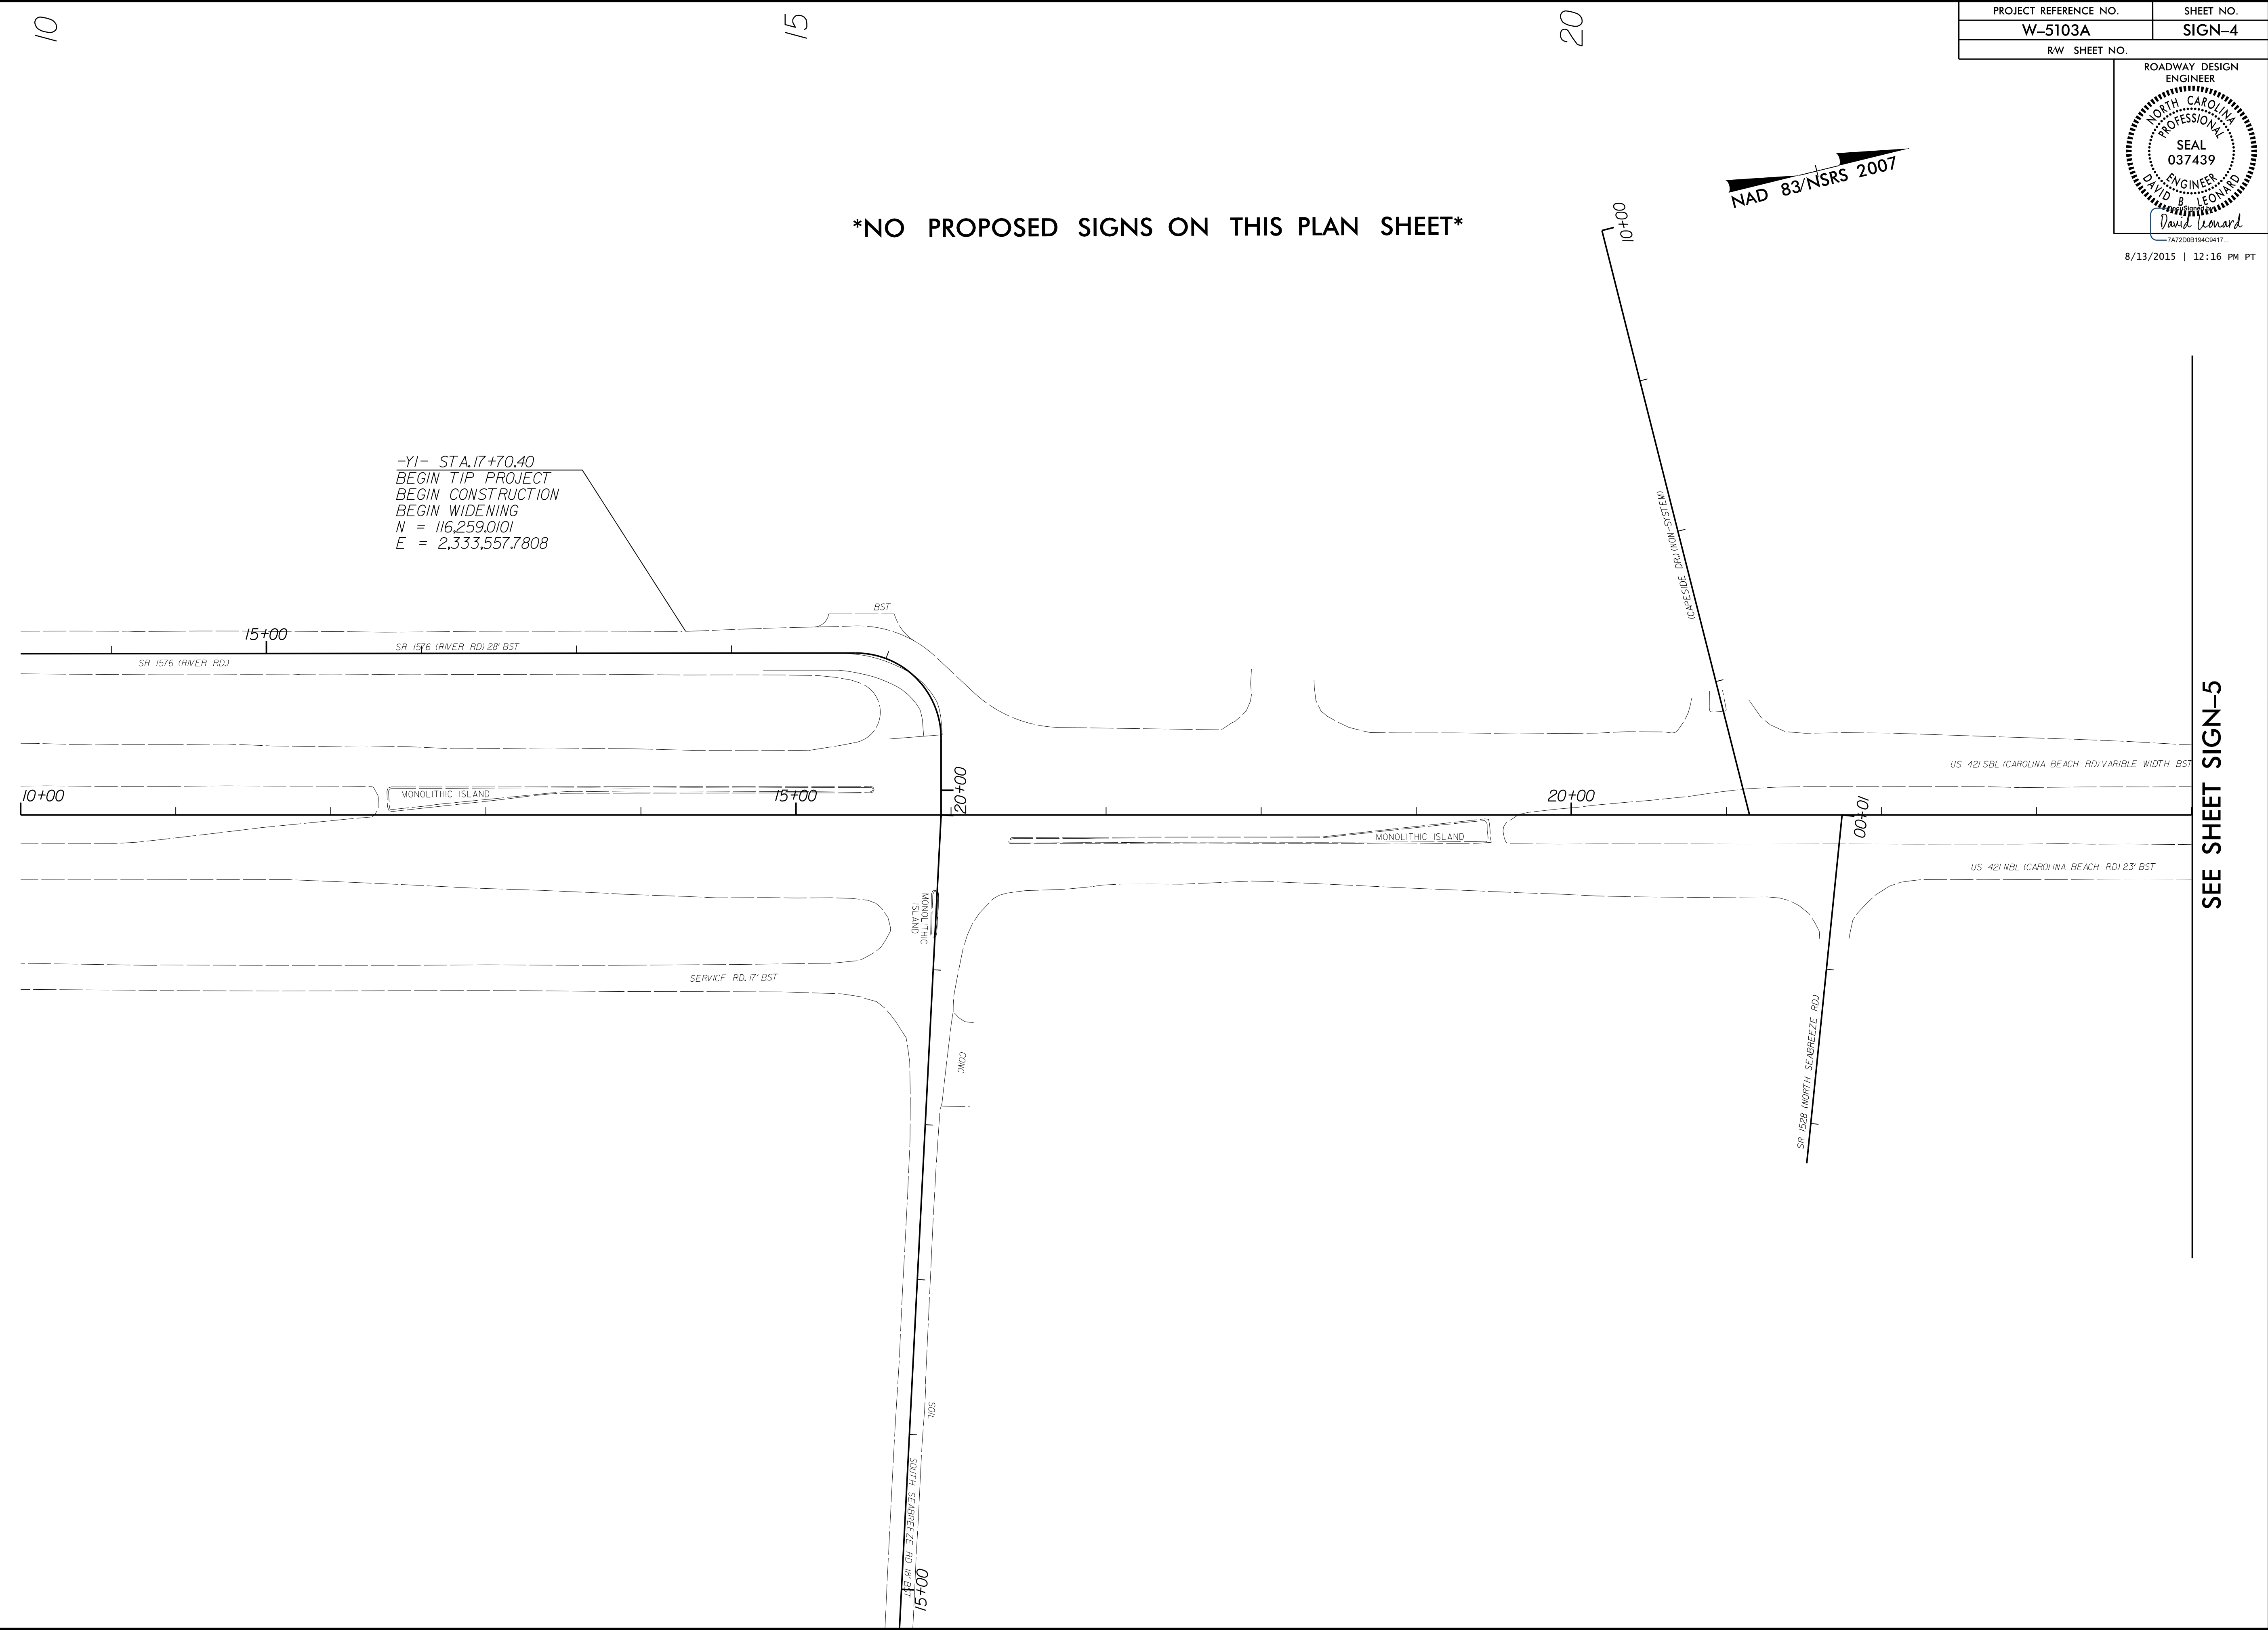 10
15
20
PROJECT REFERENCE NO.
SHEET NO.
W-5103A
SIGN-4
R/W SHEET NO.
ROADWAY DESIGN
ENGINEER
NORTH CAROLINA
PROFESSIONAL
SEAL
037439
ENGINEER
DAVID B. LEONARD
DocuSigned by:
David Leonard
7A72D0B194C9417...
8/13/2015 | 12:16 PM PT
NAD 83/NSRS 2007
*NO PROPOSED SIGNS ON THIS PLAN SHEET*
10+00
(CAPESIDE DR.) (NON-SYSTEM)
-Y1- STA. 17+70.40
BEGIN TIP PROJECT
BEGIN CONSTRUCTION
BEGIN WIDENING
N = 116,259.0101
E = 2,333,557.7808
BST
15+00
SR 1576 (RIVER RD) 28' BST
SR 1576 (RIVER RD.)
SEE SHEET SIGN-5
US 421 SBL (CAROLINA BEACH RD) VARIBLE WIDTH BST
10+00
MONOLITHIC ISLAND
15+00
20+00
20+00
10+00
MONOLITHIC ISLAND
US 421 NBL (CAROLINA BEACH RD) 23' BST
MONOLITHIC
ISLAND
SERVICE RD. 17' BST
CONC
SR 1528 (NORTH SEABREEZE RD.)
SOIL
SOUTH SEABREEZE RD 18' BST
15+00